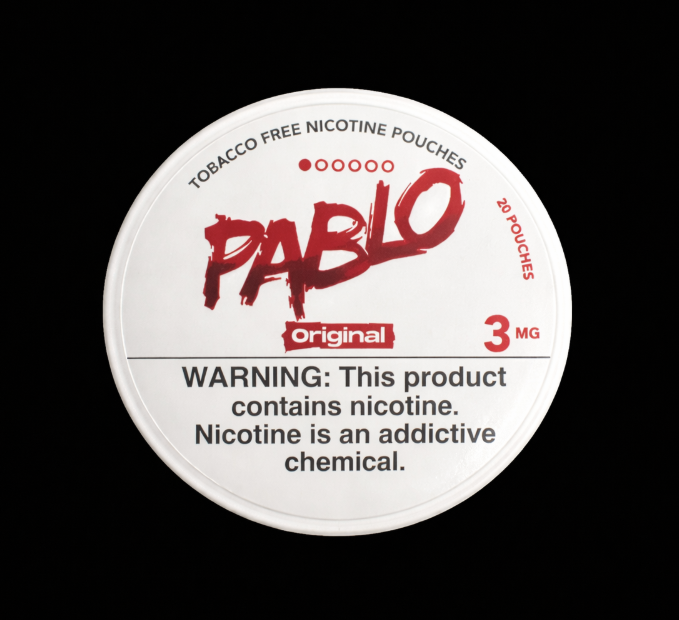 TOBACCO FREE NICOTINE POUCHES
PABLO
20 POUCHES
Original
3 MG
WARNING: This product
contains nicotine.
Nicotine is an addictive
chemical.